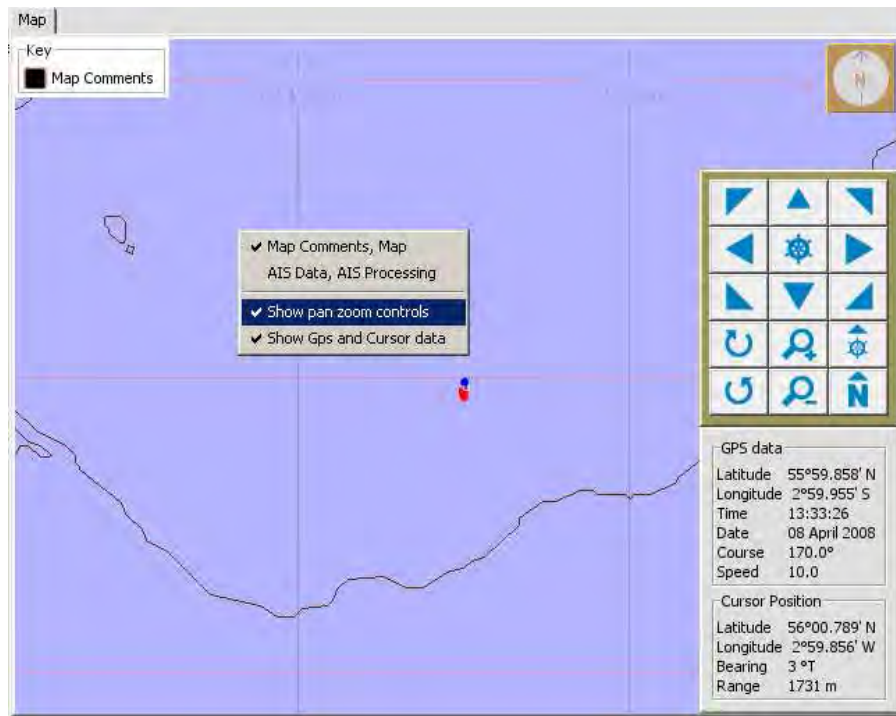 Map
Key
Map Comments
N
✔ Map Comments, Map
AIS Data, AIS Processing
✔ Show pan zoom controls
✔ Show Gps and Cursor data
N
GPS data
Latitude 55°59.858' N
Longitude 2°59.955' S
Time 13:33:26
Date 08 April 2008
Course 170.0°
Speed 10.0
Cursor Position
Latitude 56°00.789' N
Longitude 2°59.856' W
Bearing 3 °T
Range 1731 m